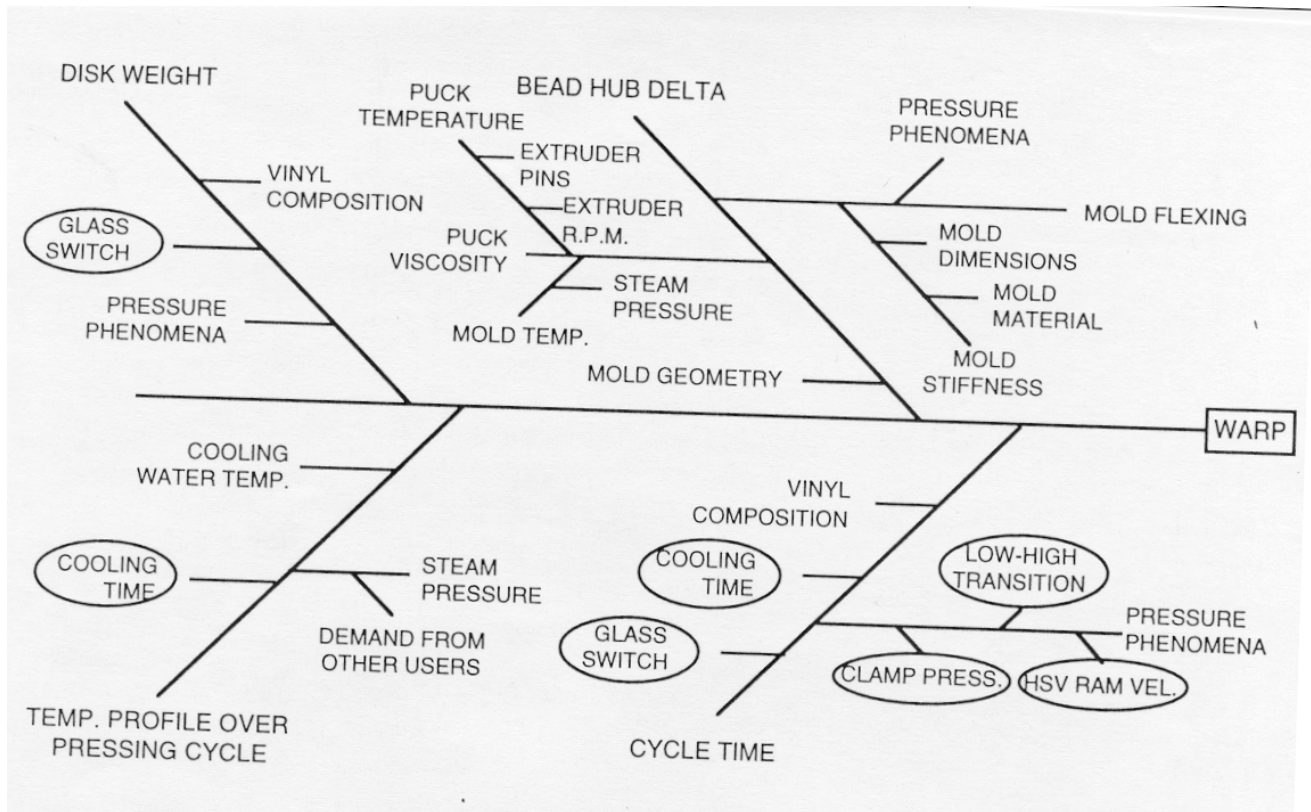 DISK WEIGHT
VINYL
COMPOSITION
GLASS
SWITCH
PRESSURE
PHENOMENA
BEAD HUB DELTA
PUCK
TEMPERATURE
EXTRUDER
PINS
EXTRUDER
R.P.M.
PUCK
VISCOSITY
STEAM
PRESSURE
MOLD TEMP.
MOLD GEOMETRY
PRESSURE
PHENOMENA
MOLD FLEXING
MOLD
DIMENSIONS
MOLD
MATERIAL
MOLD
STIFFNESS
WARP
COOLING
WATER TEMP.
COOLING
TIME
STEAM
PRESSURE
DEMAND FROM
OTHER USERS
TEMP. PROFILE OVER
PRESSING CYCLE
VINYL
COMPOSITION
COOLING
TIME
GLASS
SWITCH
LOW-HIGH
TRANSITION
PRESSURE
PHENOMENA
CLAMP PRESS.
HSV RAM VEL.
CYCLE TIME